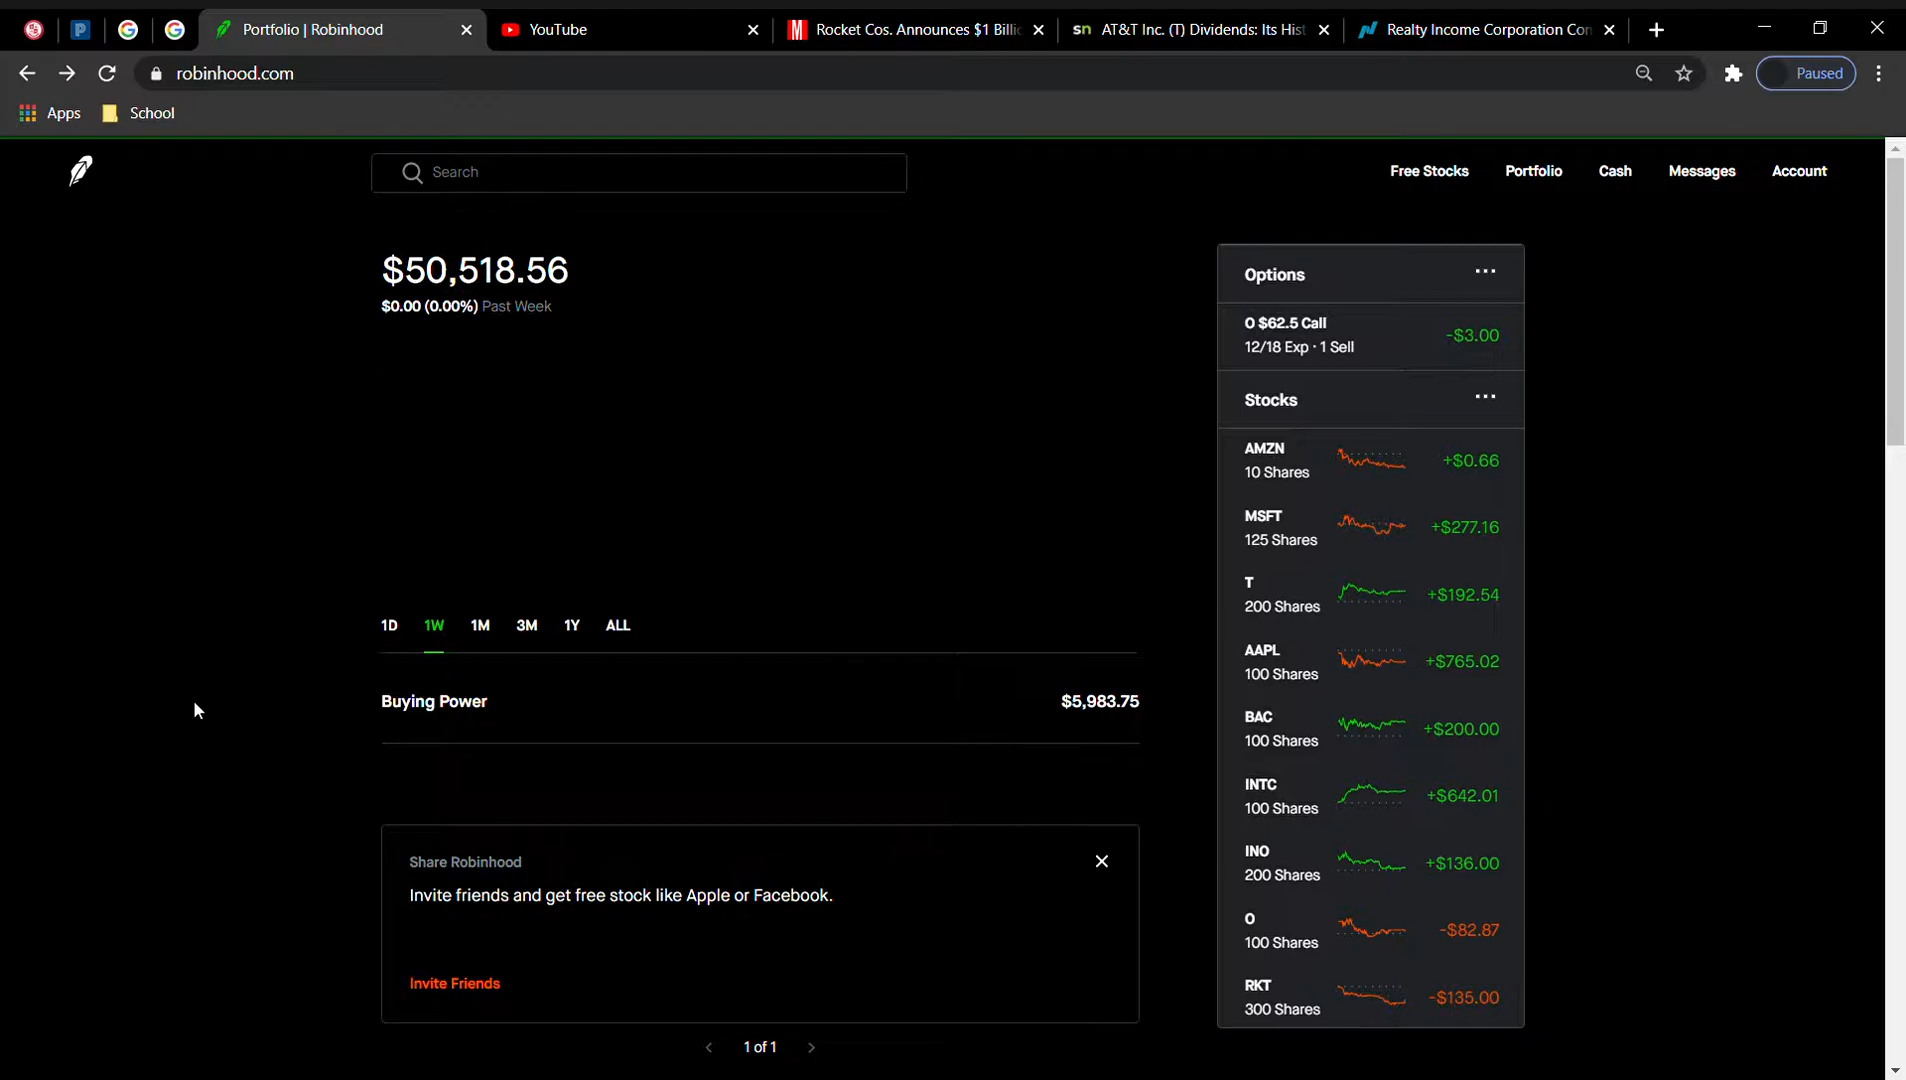 Portfolio | Robinhood
YouTube
Rocket Cos. Announces $1 Billic
sn AT&T Inc. (T) Dividends: Its Hist
Realty Income Corporation Con
robinhood.com
Paused
Apps
School
Search
Free Stocks
Portfolio
Cash
Messages
Account
$50,518.56
$0.00 (0.00%) Past Week
1D 1W 1M 3M 1Y ALL
Buying Power $5,983.75
Share Robinhood
Invite friends and get free stock like Apple or Facebook.
Invite Friends
1 of 1
Options
O $62.5 Call
12/18 Exp · 1 Sell
-$3.00
Stocks
AMZN
10 Shares
+$0.66
MSFT
125 Shares
+$277.16
T
200 Shares
+$192.54
AAPL
100 Shares
+$765.02
BAC
100 Shares
+$200.00
INTC
100 Shares
+$642.01
INO
200 Shares
+$136.00
O
100 Shares
-$82.87
RKT
300 Shares
-$135.00